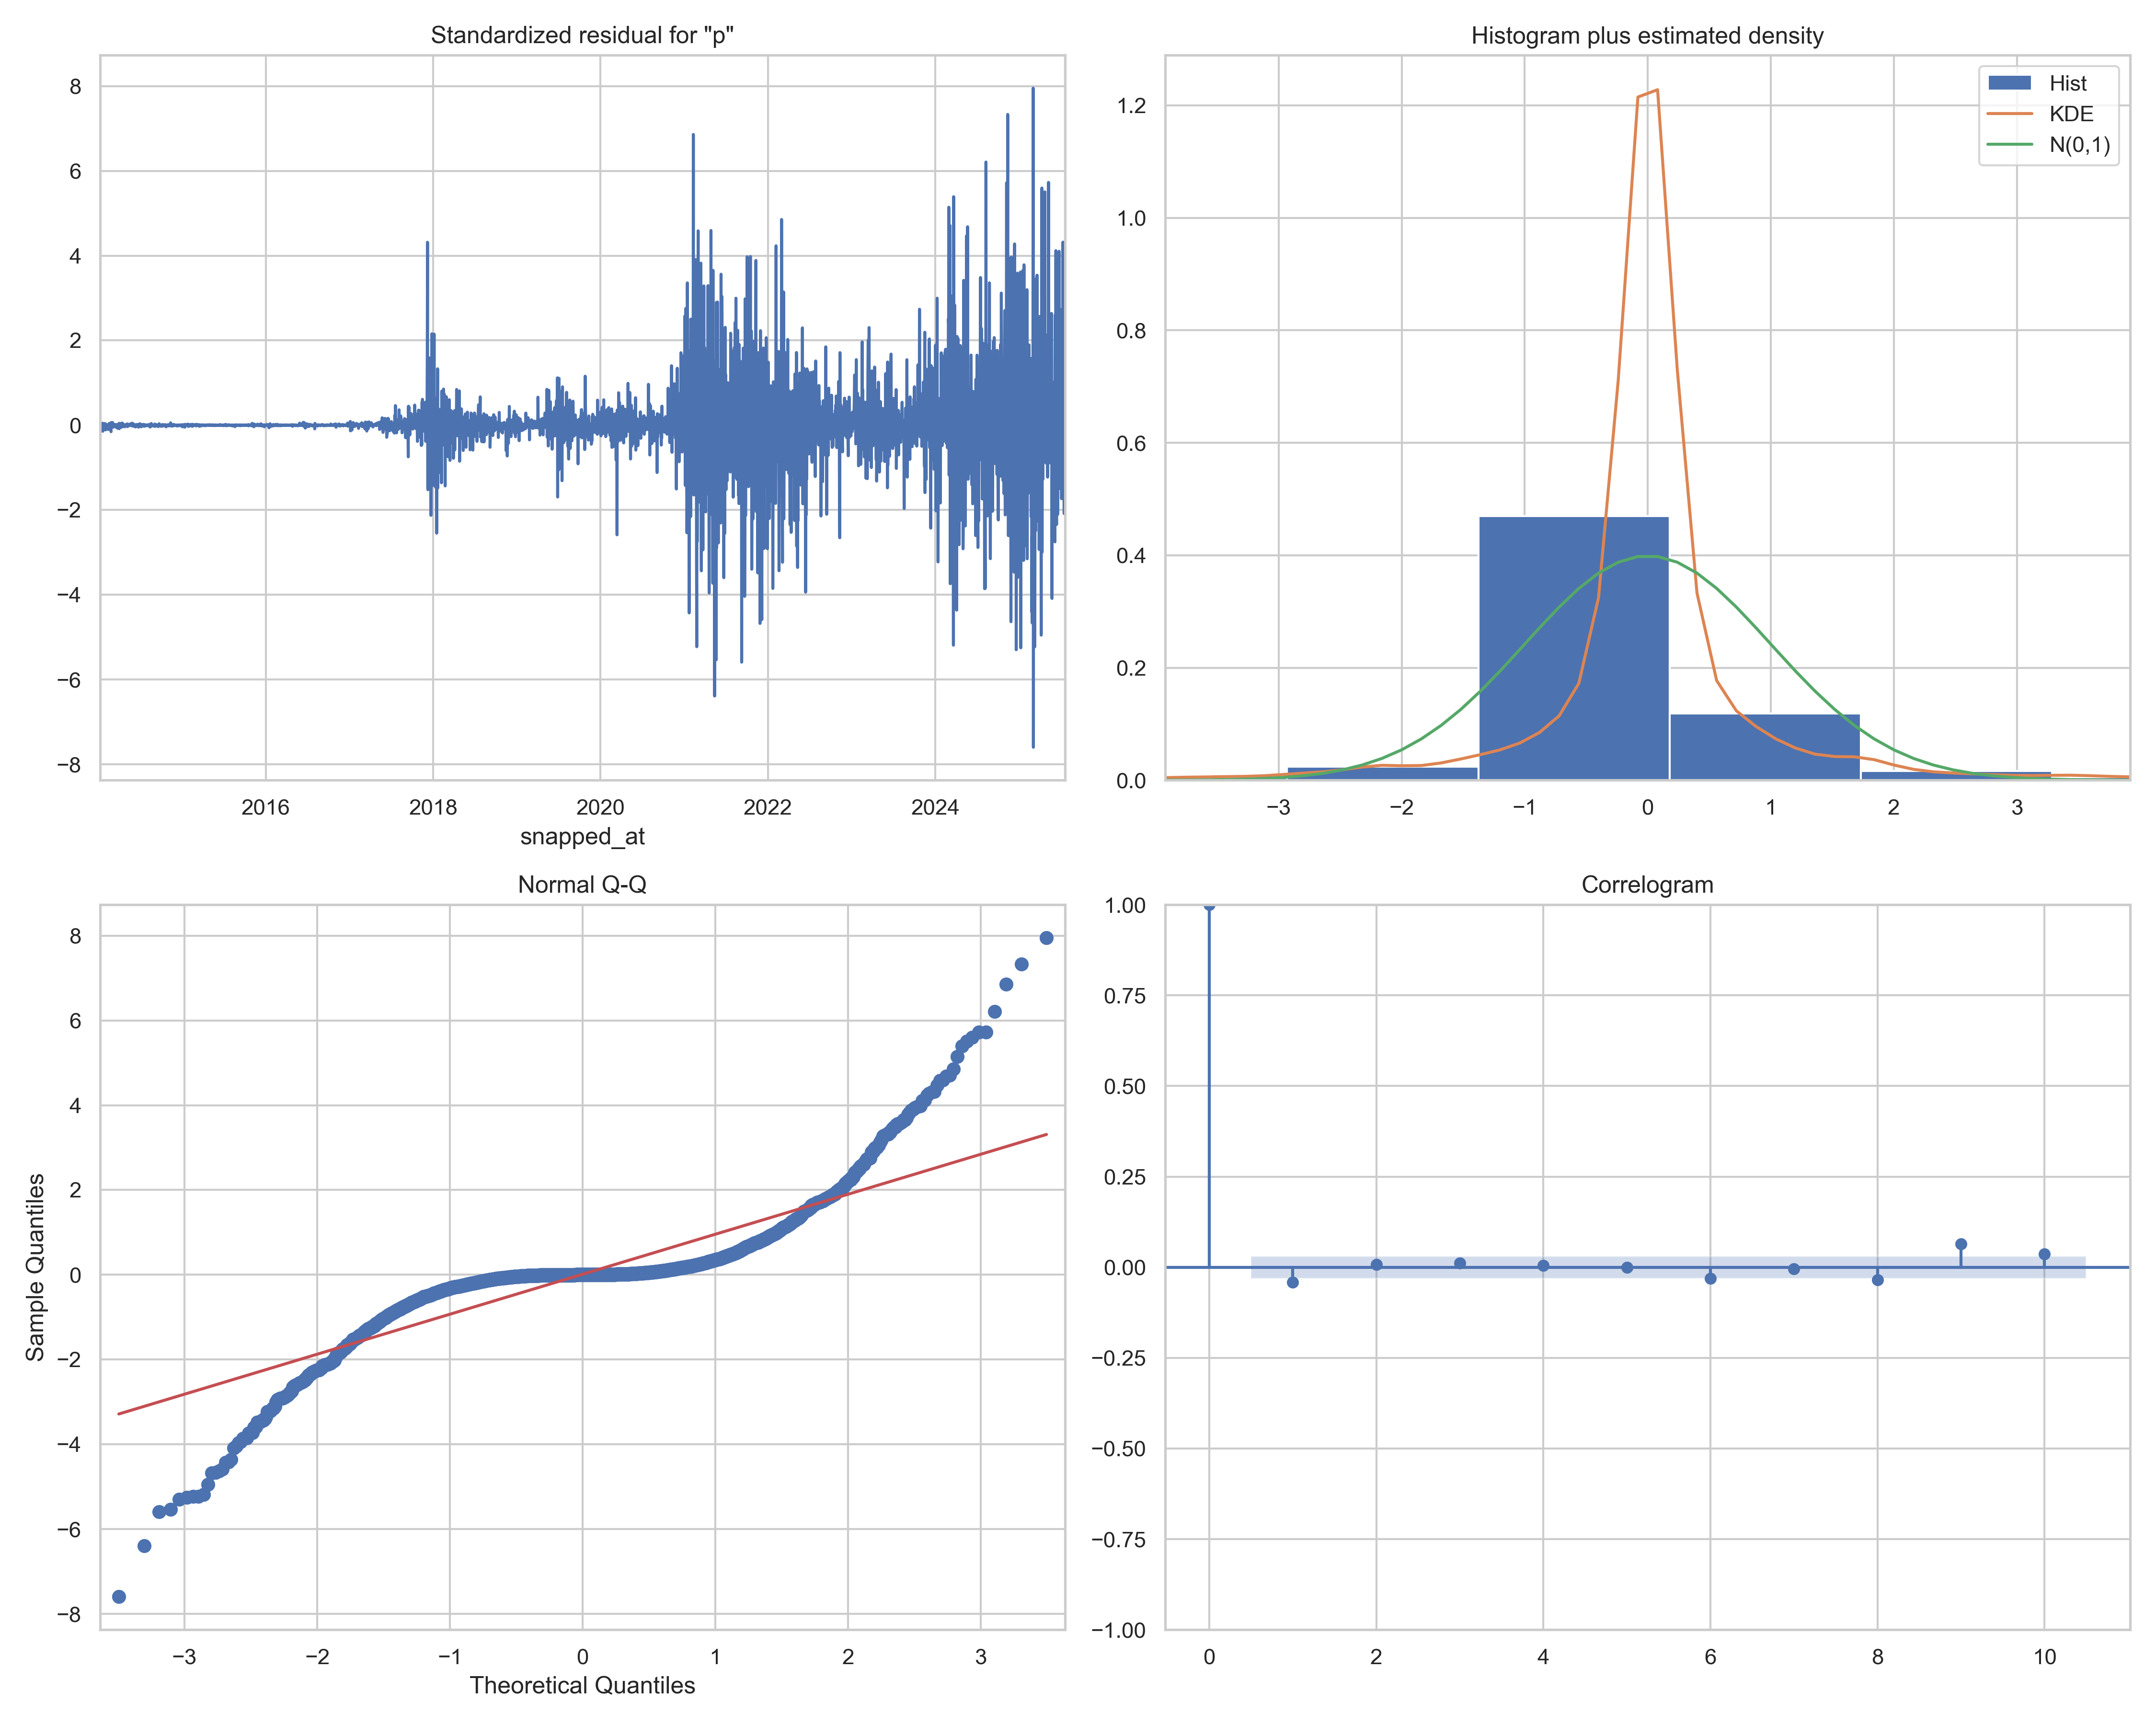 Standardized residual for "p"
8
6
4
2
0
−2
−4
−6
−8
2016 2018 2020 2022 2024
snapped_at
Histogram plus estimated density
Hist
KDE
N(0,1)
1.2
1.0
0.8
0.6
0.4
0.2
0.0
−3 −2 −1 0 1 2 3
Normal Q-Q
Sample Quantiles
8
6
4
2
0
−2
−4
−6
−8
−3 −2 −1 0 1 2 3
Theoretical Quantiles
Correlogram
1.00
0.75
0.50
0.25
0.00
−0.25
−0.50
−0.75
−1.00
0 2 4 6 8 10